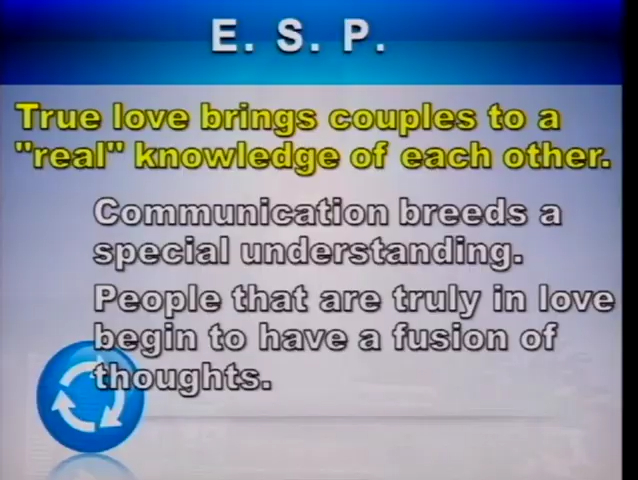 E. S. P.
True love brings couples to a
"real" knowledge of each other.
Communication breeds a
special understanding.
People that are truly in love
begin to have a fusion of
thoughts.